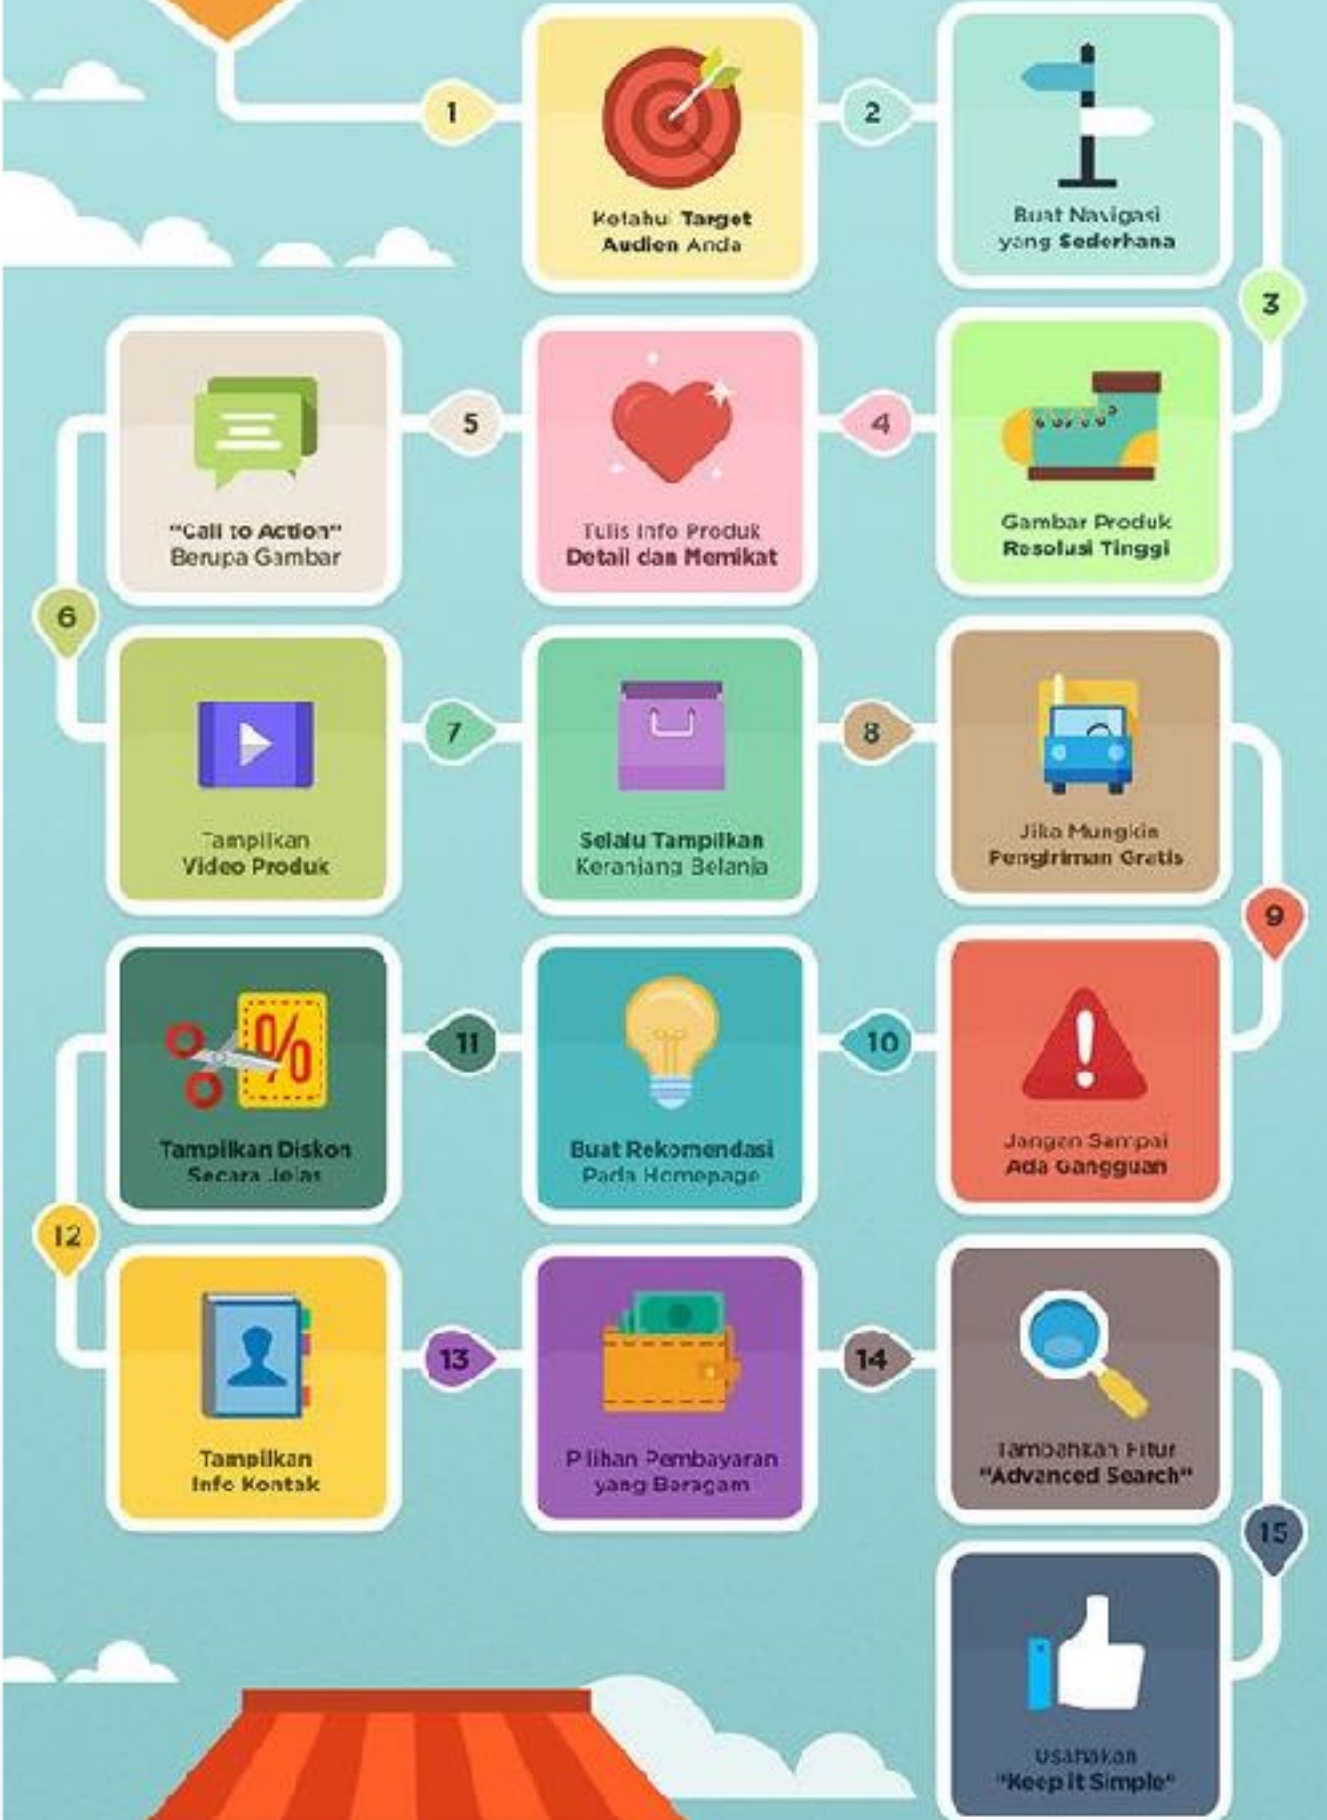 1
Ketahui Target
Audien Anda
2
Buat Navigasi
yang Sederhana
3
Gambar Produk
Resolusi Tinggi
4
Tulis Info Produk
Detail dan Memikat
5
"Call to Action"
Berupa Gambar
6
Tampilkan
Video Produk
7
Selalu Tampilkan
Keranjang Belanja
8
Jika Mungkin
Pengiriman Gratis
9
Jangan Sampai
Ada Gangguan
10
Buat Rekomendasi
Pada Homepage
11
Tampilkan Diskon
Secara Jelas
%
12
Tampilkan
Info Kontak
13
Pilihan Pembayaran
yang Beragam
14
Tambahkan Fitur
"Advanced Search"
15
Usahakan
"Keep it Simple"